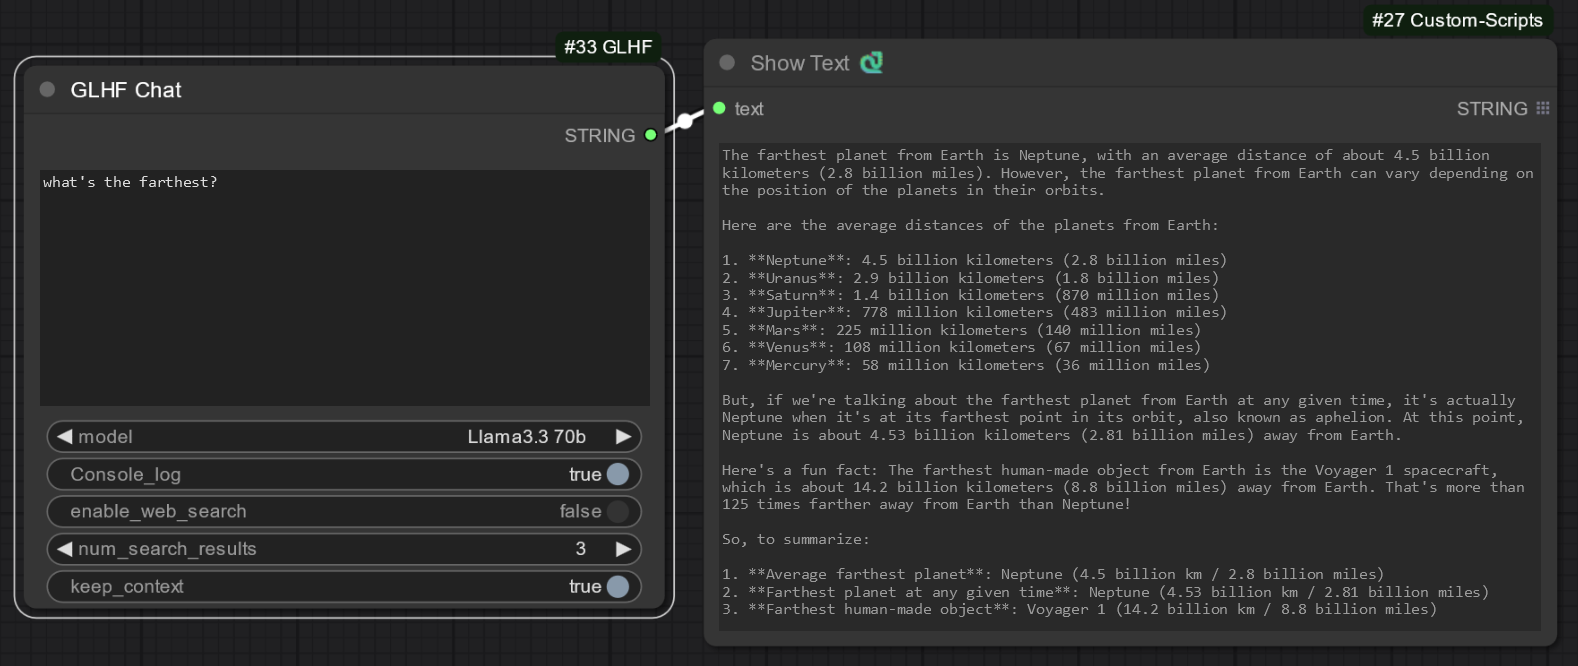 #33 GLHF
GLHF Chat
STRING
what's the farthest?
model Llama3.3 70b
Console_log true
enable_web_search false
num_search_results 3
keep_context true
#27 Custom-Scripts
Show Text
text STRING
The farthest planet from Earth is Neptune, with an average distance of about 4.5 billion
kilometers (2.8 billion miles). However, the farthest planet from Earth can vary depending on
the position of the planets in their orbits.
Here are the average distances of the planets from Earth:
1. **Neptune**: 4.5 billion kilometers (2.8 billion miles)
2. **Uranus**: 2.9 billion kilometers (1.8 billion miles)
3. **Saturn**: 1.4 billion kilometers (870 million miles)
4. **Jupiter**: 778 million kilometers (483 million miles)
5. **Mars**: 225 million kilometers (140 million miles)
6. **Venus**: 108 million kilometers (67 million miles)
7. **Mercury**: 58 million kilometers (36 million miles)
But, if we're talking about the farthest planet from Earth at any given time, it's actually
Neptune when it's at its farthest point in its orbit, also known as aphelion. At this point,
Neptune is about 4.53 billion kilometers (2.81 billion miles) away from Earth.
Here's a fun fact: The farthest human-made object from Earth is the Voyager 1 spacecraft,
which is about 14.2 billion kilometers (8.8 billion miles) away from Earth. That's more than
125 times farther away from Earth than Neptune!
So, to summarize:
1. **Average farthest planet**: Neptune (4.5 billion km / 2.8 billion miles)
2. **Farthest planet at any given time**: Neptune (4.53 billion km / 2.81 billion miles)
3. **Farthest human-made object**: Voyager 1 (14.2 billion km / 8.8 billion miles)